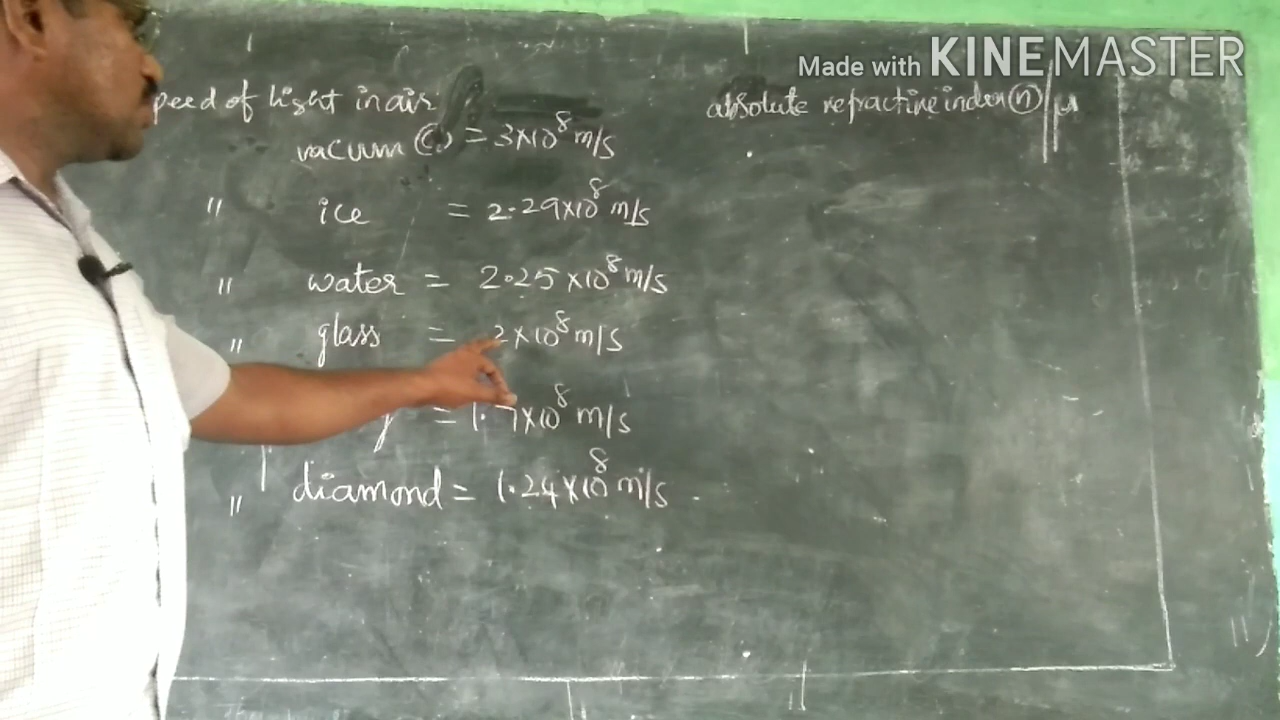 Made with KINEMASTER
peed of light in air
vacuum (c) = 3×10⁸ m/s
absolute refractive index (n) / μ
" ice = 2.29×10⁸ m/s
" water = 2.25×10⁸ m/s
" glass = 2×10⁸ m/s
y = 1.7×10⁸ m/s
" diamond = 1.24×10⁸ m/s